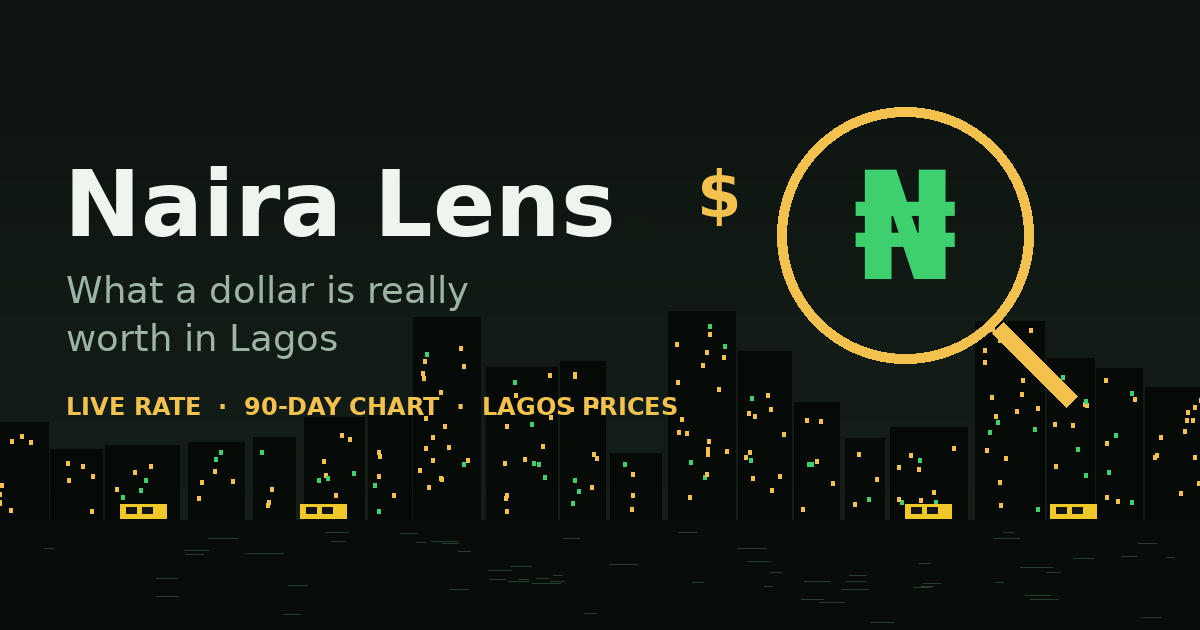 Naira Lens
$
₦
What a dollar is really
worth in Lagos
LIVE RATE · 90-DAY CHART · LAGOS PRICES